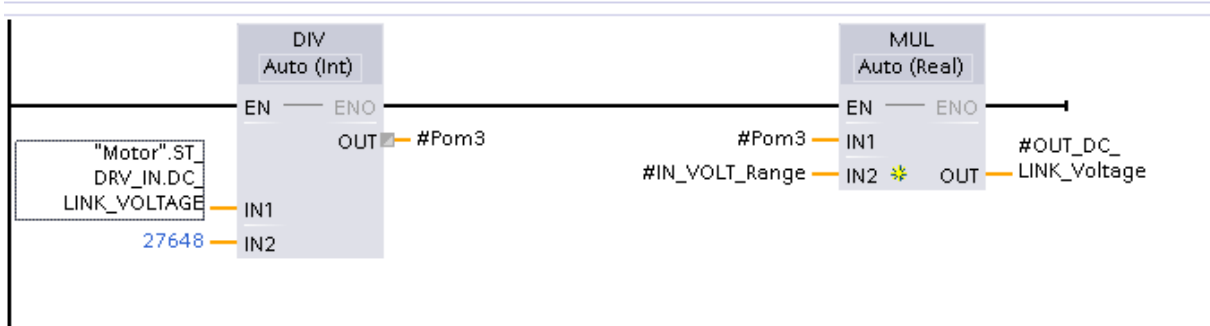 DIV
Auto (Int)
EN ENO
OUT #Pom3
"Motor".ST_
DRV_IN.DC_
LINK_VOLTAGE IN1
27648 IN2
MUL
Auto (Real)
EN ENO
#Pom3 IN1
#IN_VOLT_Range IN2 OUT
#OUT_DC_
LINK_Voltage